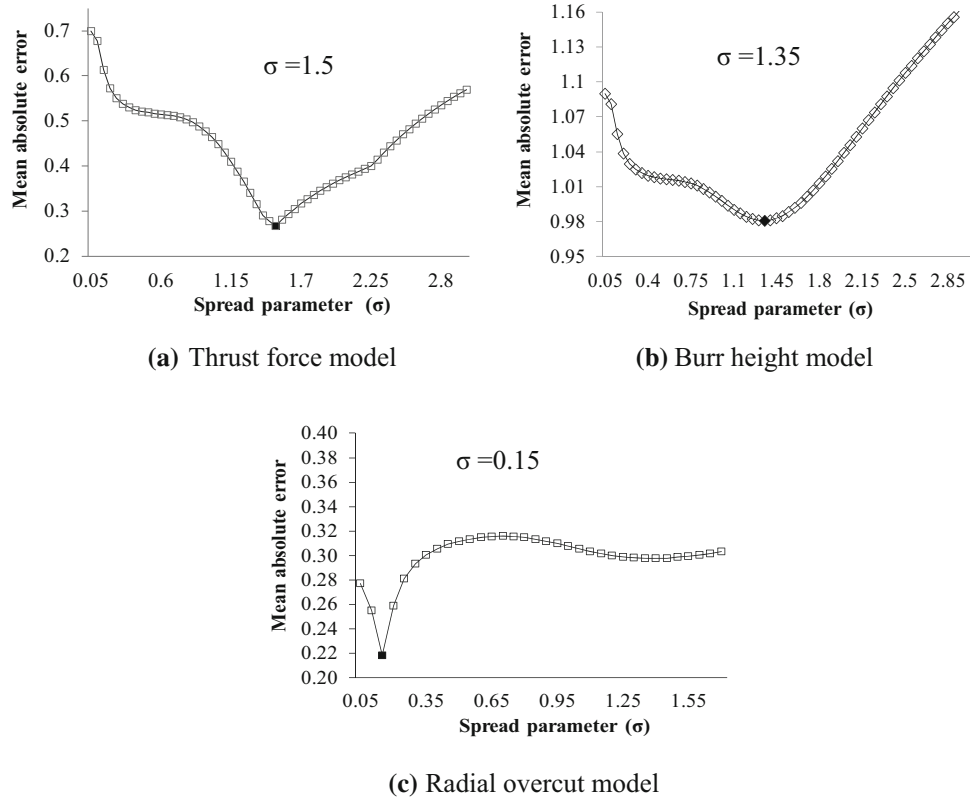 0.7
0.6
0.5
0.4
0.3
0.2
Mean absolute error
σ =1.5
0.05 0.6 1.15 1.7 2.25 2.8
Spread parameter (σ)
(a) Thrust force model
1.16
1.13
1.10
1.07
1.04
1.01
0.98
0.95
Mean absolute error
σ =1.35
0.05 0.4 0.75 1.1 1.45 1.8 2.15 2.5 2.85
Spread parameter (σ)
(b) Burr height model
0.40
0.38
0.36
0.34
0.32
0.30
0.28
0.26
0.24
0.22
0.20
Mean absolute error
σ =0.15
0.05 0.35 0.65 0.95 1.25 1.55
Spread parameter (σ)
(c) Radial overcut model